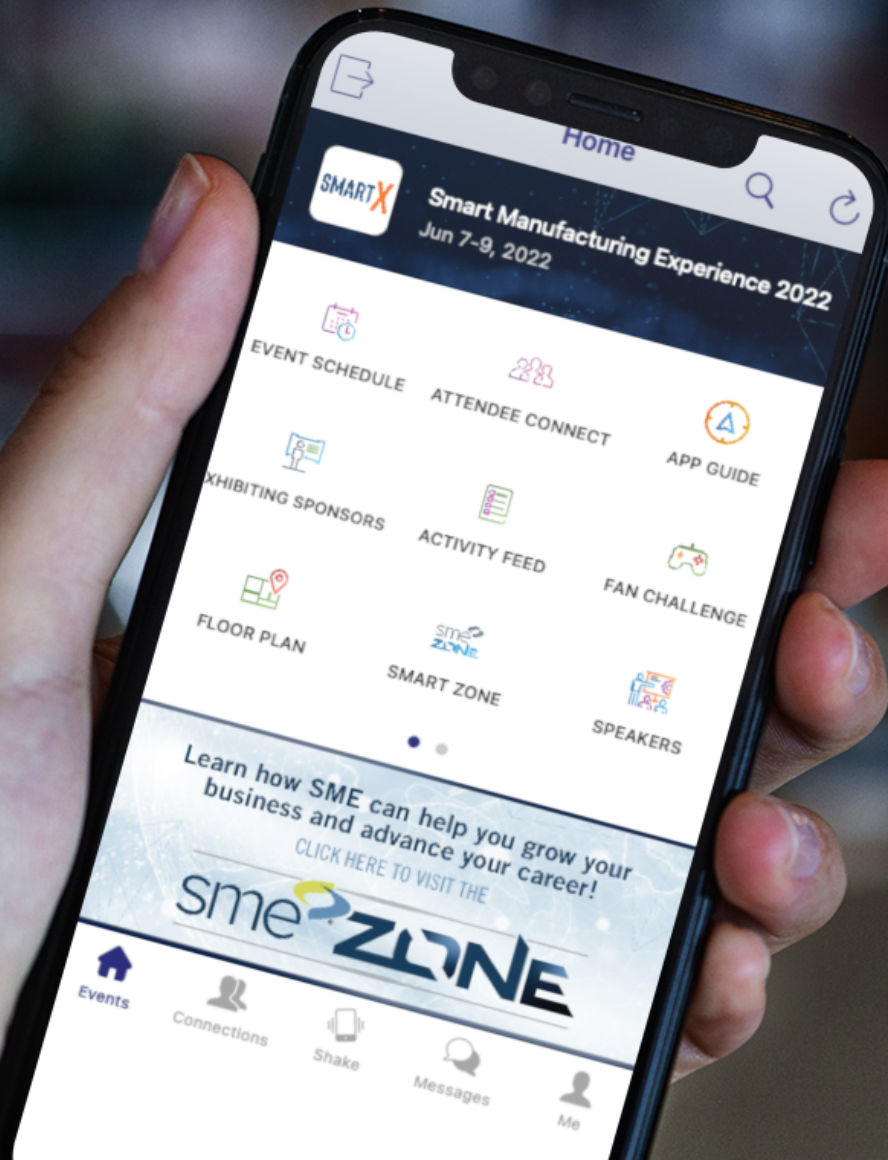 Home
SMARTX
Smart Manufacturing Experience 2022
Jun 7-9, 2022
EVENT SCHEDULE
ATTENDEE CONNECT
APP GUIDE
XHIBITING SPONSORS
ACTIVITY FEED
FAN CHALLENGE
FLOOR PLAN
sme ZONE
SMART ZONE
SPEAKERS
Learn how SME can help you grow your
business and advance your career!
CLICK HERE TO VISIT THE
sme ZONE
Events
Connections
Shake
Messages
Me